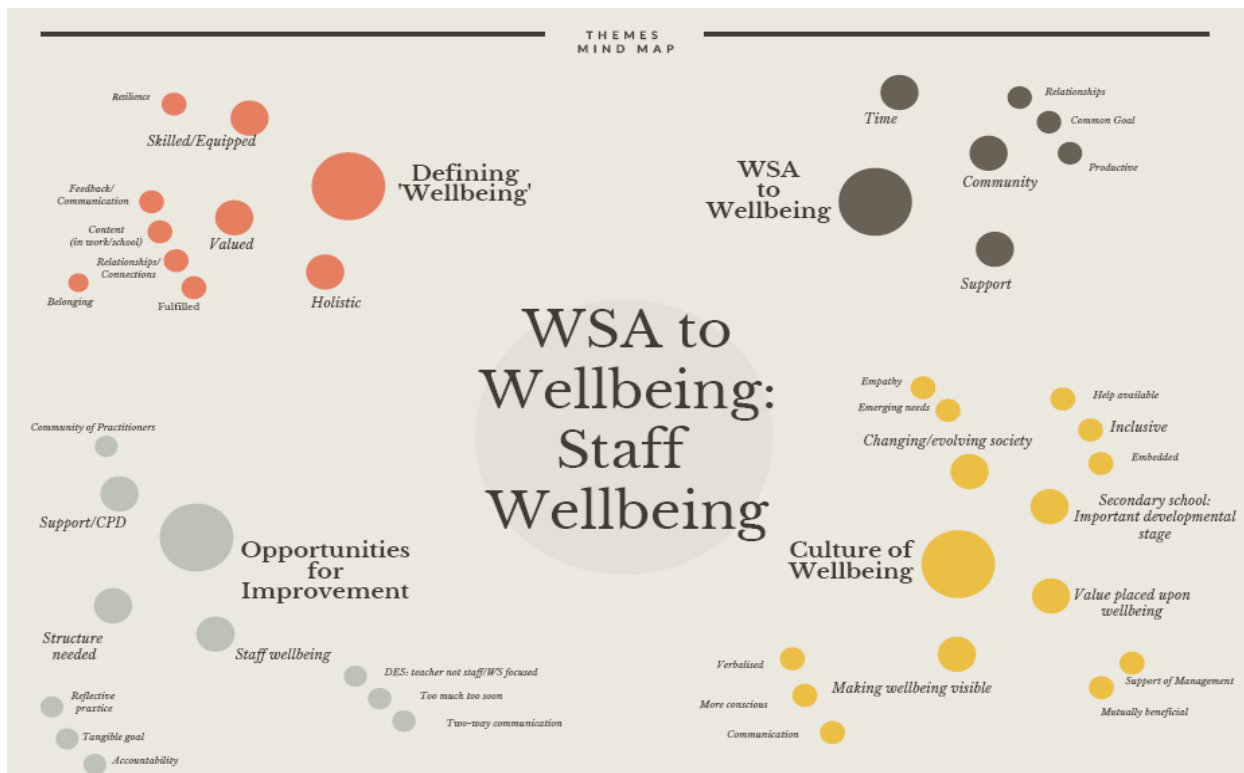 THEMES
MIND MAP
Resilience
Skilled/Equipped
Feedback/
Communication
Content
(in work/school)
Relationships/
Connections
Belonging
Fulfilled
Valued
Holistic
Defining
'Wellbeing'
Time
Relationships
Common Goal
Productive
Community
WSA
to
Wellbeing
Support
WSA to
Wellbeing:
Staff
Wellbeing
Community of Practitioners
Support/CPD
Opportunities
for
Improvement
Structure
needed
Staff wellbeing
Reflective
practice
Tangible goal
Accountability
DES: teacher not staff/WS focused
Too much too soon
Two-way communication
Empathy
Emerging needs
Changing/evolving society
Help available
Inclusive
Embedded
Secondary school:
Important developmental
stage
Culture of
Wellbeing
Value placed upon
wellbeing
Making wellbeing visible
Verbalised
More conscious
Communication
Support of Management
Mutually beneficial